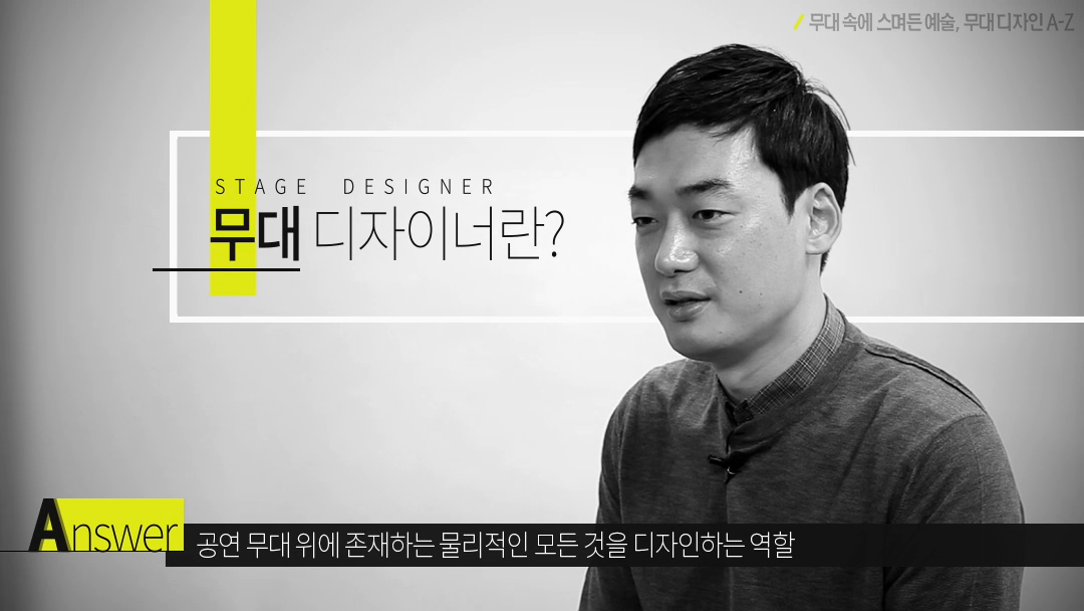 무대 속에 스며든 예술, 무대 디자인 A-Z
STAGE DESIGNER
무대 디자이너란?
Answer
공연 무대 위에 존재하는 물리적인 모든 것을 디자인하는 역할